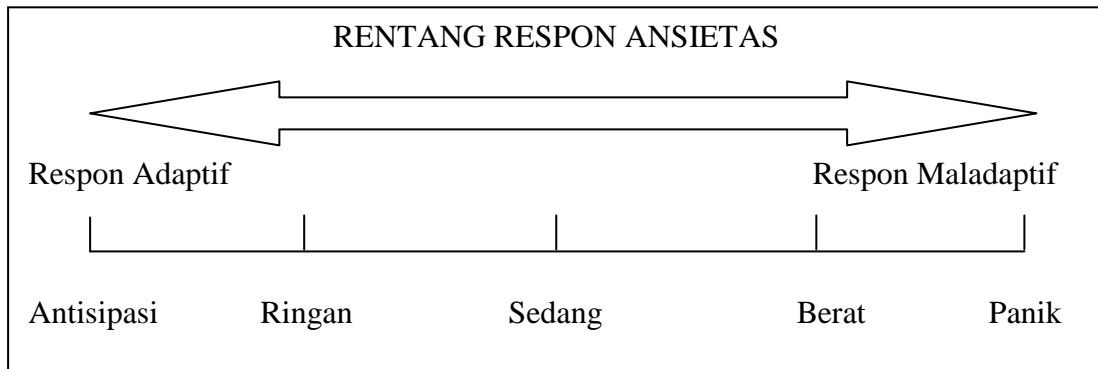 RENTANG RESPON ANSIETAS
Respon Adaptif Respon Maladaptif
Antisipasi Ringan Sedang Berat Panik